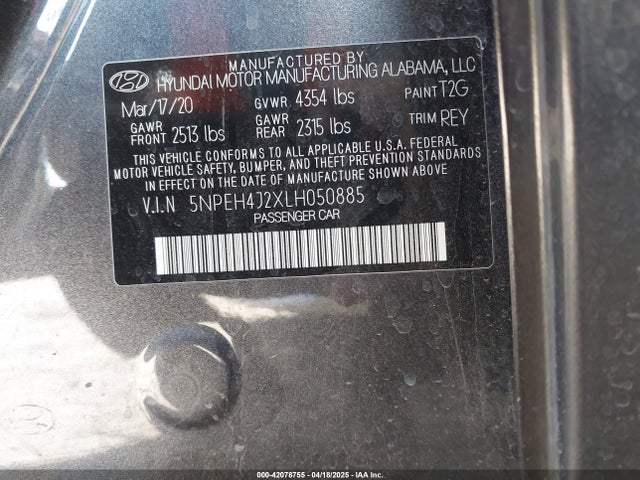 MANUFACTURED BY
HYUNDAI MOTOR MANUFACTURING ALABAMA, LLC
Mar/17/20 GVWR 4354 lbs PAINT T2G
GAWR FRONT 2513 lbs GAWR REAR 2315 lbs TRIM REY
THIS VEHICLE CONFORMS TO ALL APPLICABLE U.S.A. FEDERAL
MOTOR VEHICLE SAFETY, BUMPER, AND THEFT PREVENTION STANDARDS
IN EFFECT ON THE DATE OF MANUFACTURE SHOWN ABOVE.
V.I.N 5NPEH4J2XLH050885
PASSENGER CAR
000-42078755 - 04/18/2025 - IAA Inc.